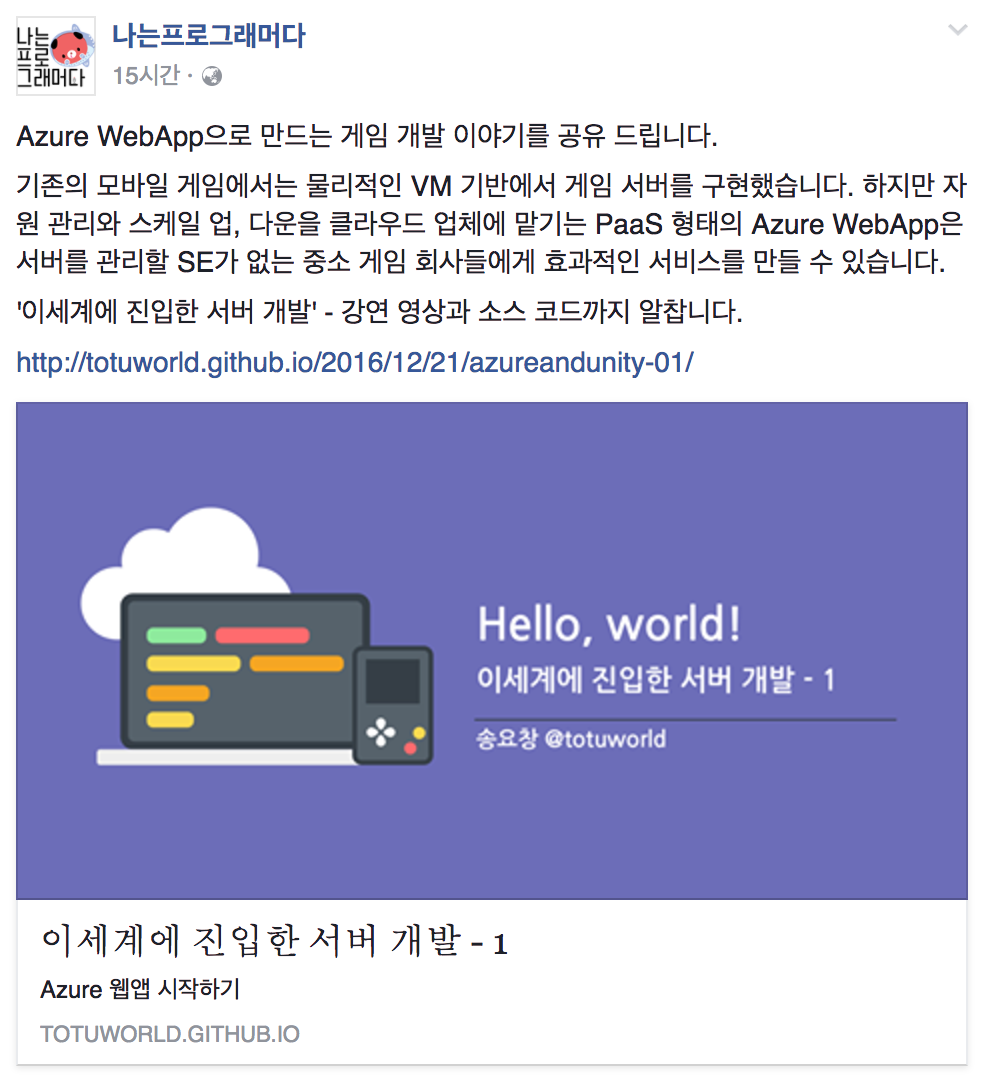 나는
프로
그래머다
나는프로그래머다
15시간 ·
Azure WebApp으로 만드는 게임 개발 이야기를 공유 드립니다.
기존의 모바일 게임에서는 물리적인 VM 기반에서 게임 서버를 구현했습니다. 하지만 자
원 관리와 스케일 업, 다운을 클라우드 업체에 맡기는 PaaS 형태의 Azure WebApp은
서버를 관리할 SE가 없는 중소 게임 회사들에게 효과적인 서비스를 만들 수 있습니다.
'이세계에 진입한 서버 개발' - 강연 영상과 소스 코드까지 알찹니다.
http://totuworld.github.io/2016/12/21/azureandunity-01/
Hello, world!
이세계에 진입한 서버 개발 - 1
송요창 @totuworld
이세계에 진입한 서버 개발 - 1
Azure 웹앱 시작하기
TOTUWORLD.GITHUB.IO